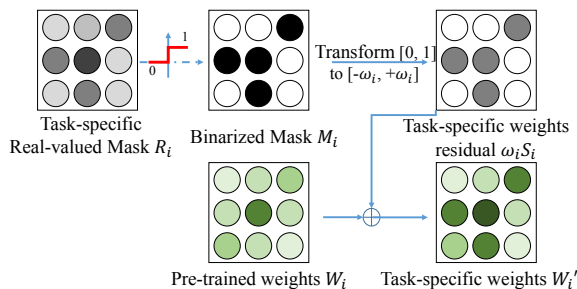 1
0
Transform [0, 1]
to [-ωᵢ, +ωᵢ]
Task-specific
Real-valued Mask Rᵢ
Binarized Mask Mᵢ
Task-specific weights
residual ωᵢSᵢ
Pre-trained weights Wᵢ
Task-specific weights Wᵢ′